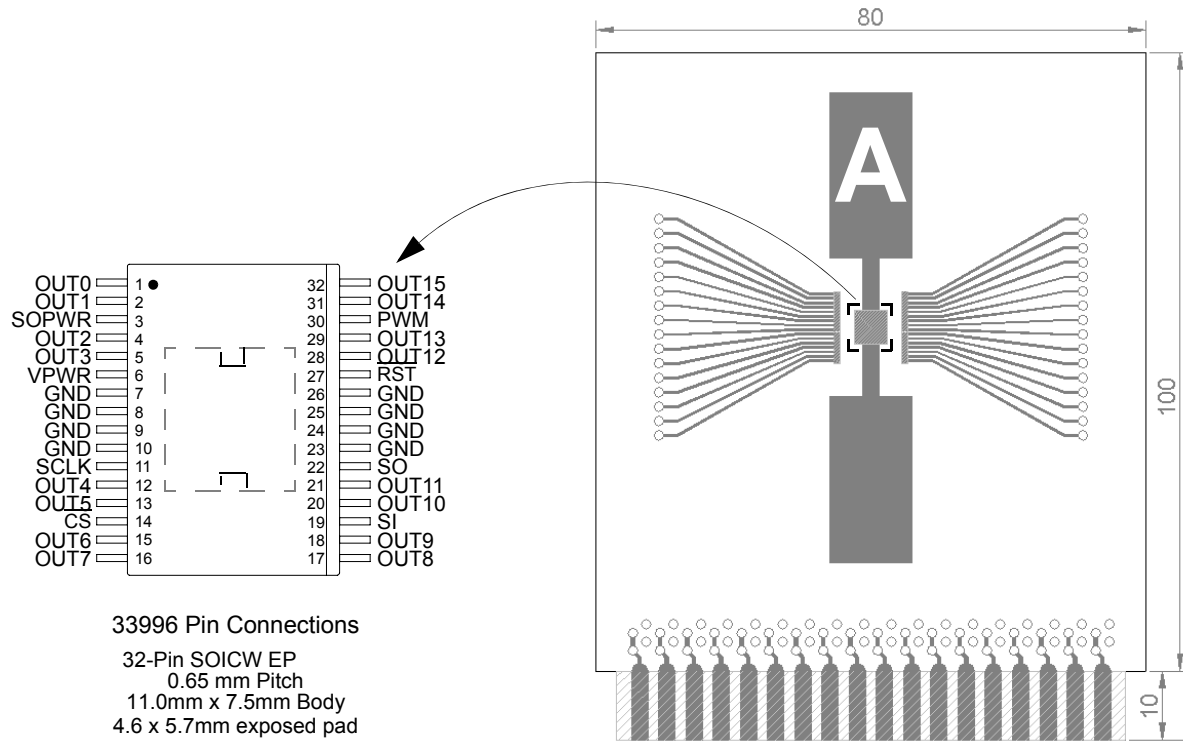 80
A
100
10
OUT0 1 32 OUT15
OUT1 2 31 OUT14
SOPWR 3 30 PWM
OUT2 4 29 OUT13
OUT3 5 28 OUT12
VPWR 6 27 RST
GND 7 26 GND
GND 8 25 GND
GND 9 24 GND
GND 10 23 GND
SCLK 11 22 SO
OUT4 12 21 OUT11
OUT5 13 20 OUT10
CS 14 19 SI
OUT6 15 18 OUT9
OUT7 16 17 OUT8
33996 Pin Connections
32-Pin SOICW EP
0.65 mm Pitch
11.0mm x 7.5mm Body
4.6 x 5.7mm exposed pad